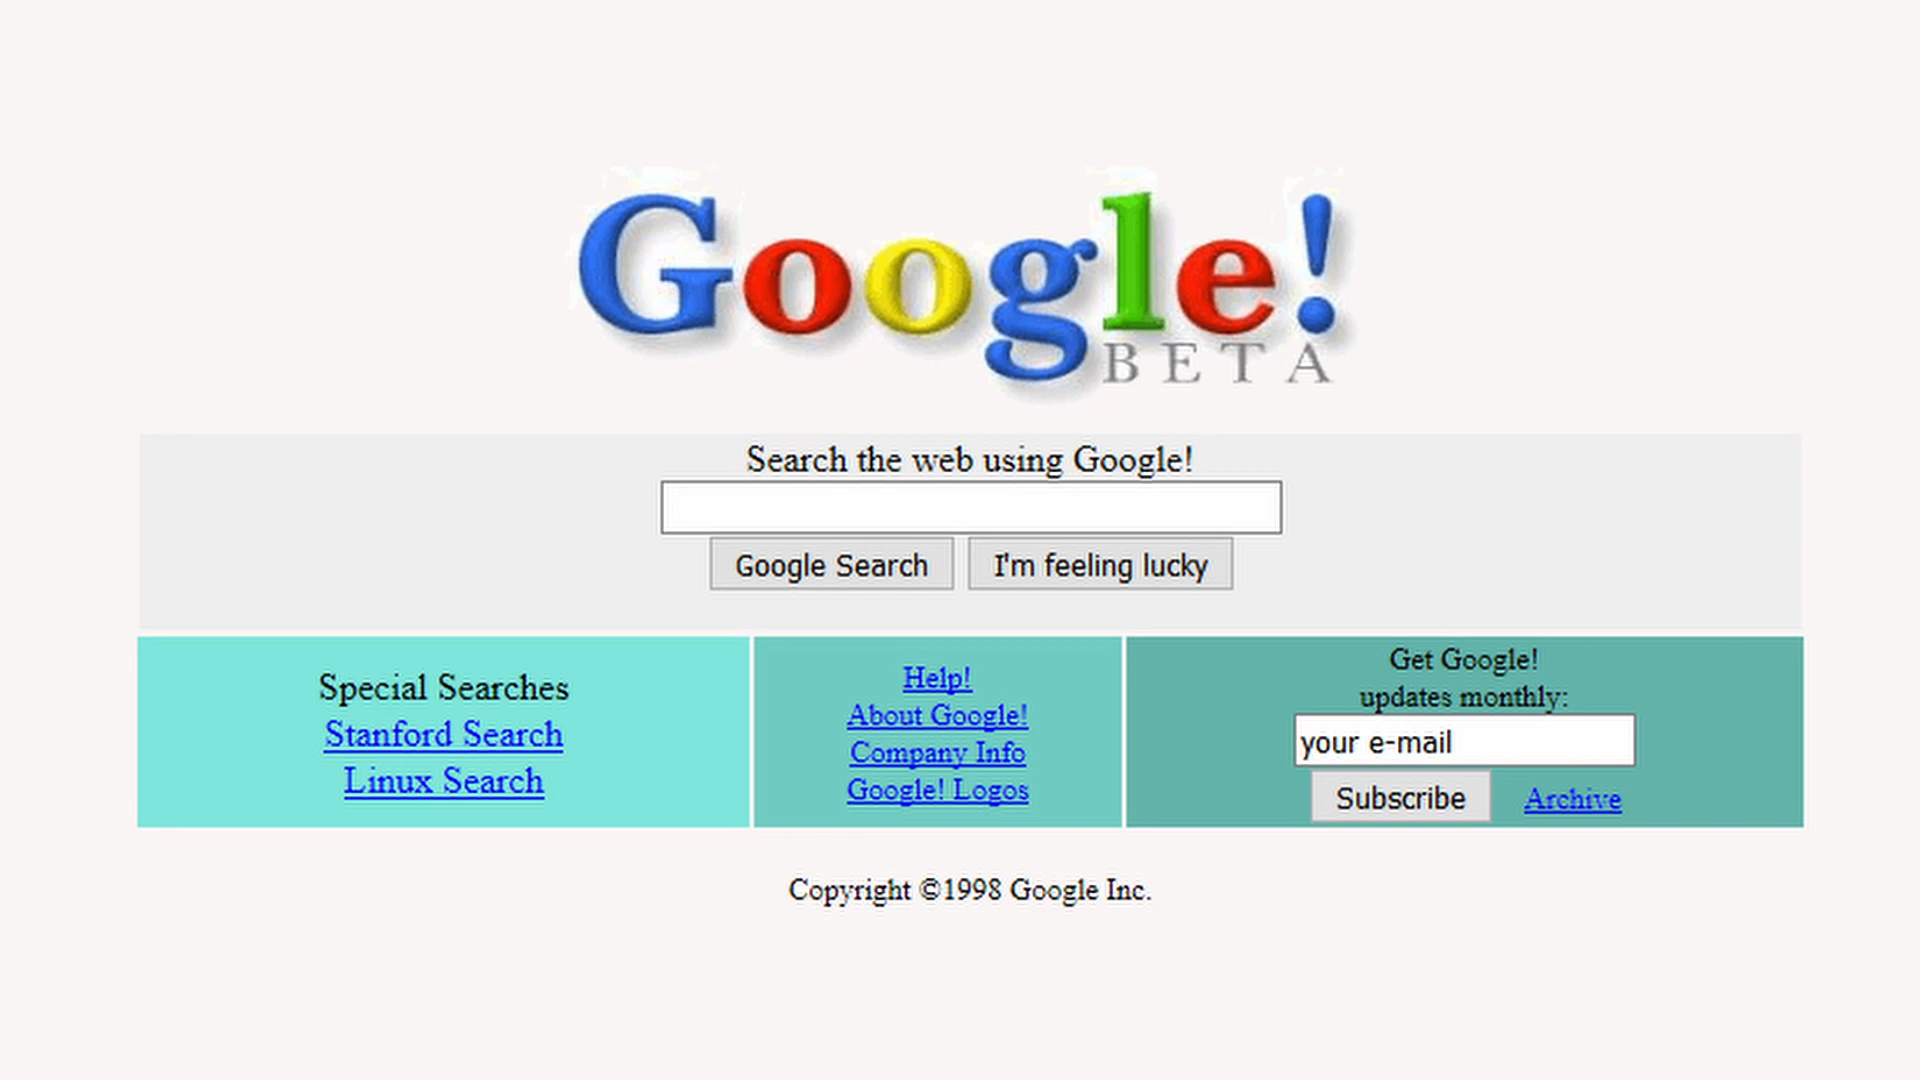 Google!
BETA
Search the web using Google!
Google Search I'm feeling lucky
Special Searches
Stanford Search
Linux Search
Help!
About Google!
Company Info
Google! Logos
Get Google!
updates monthly:
your e-mail
Subscribe Archive
Copyright ©1998 Google Inc.